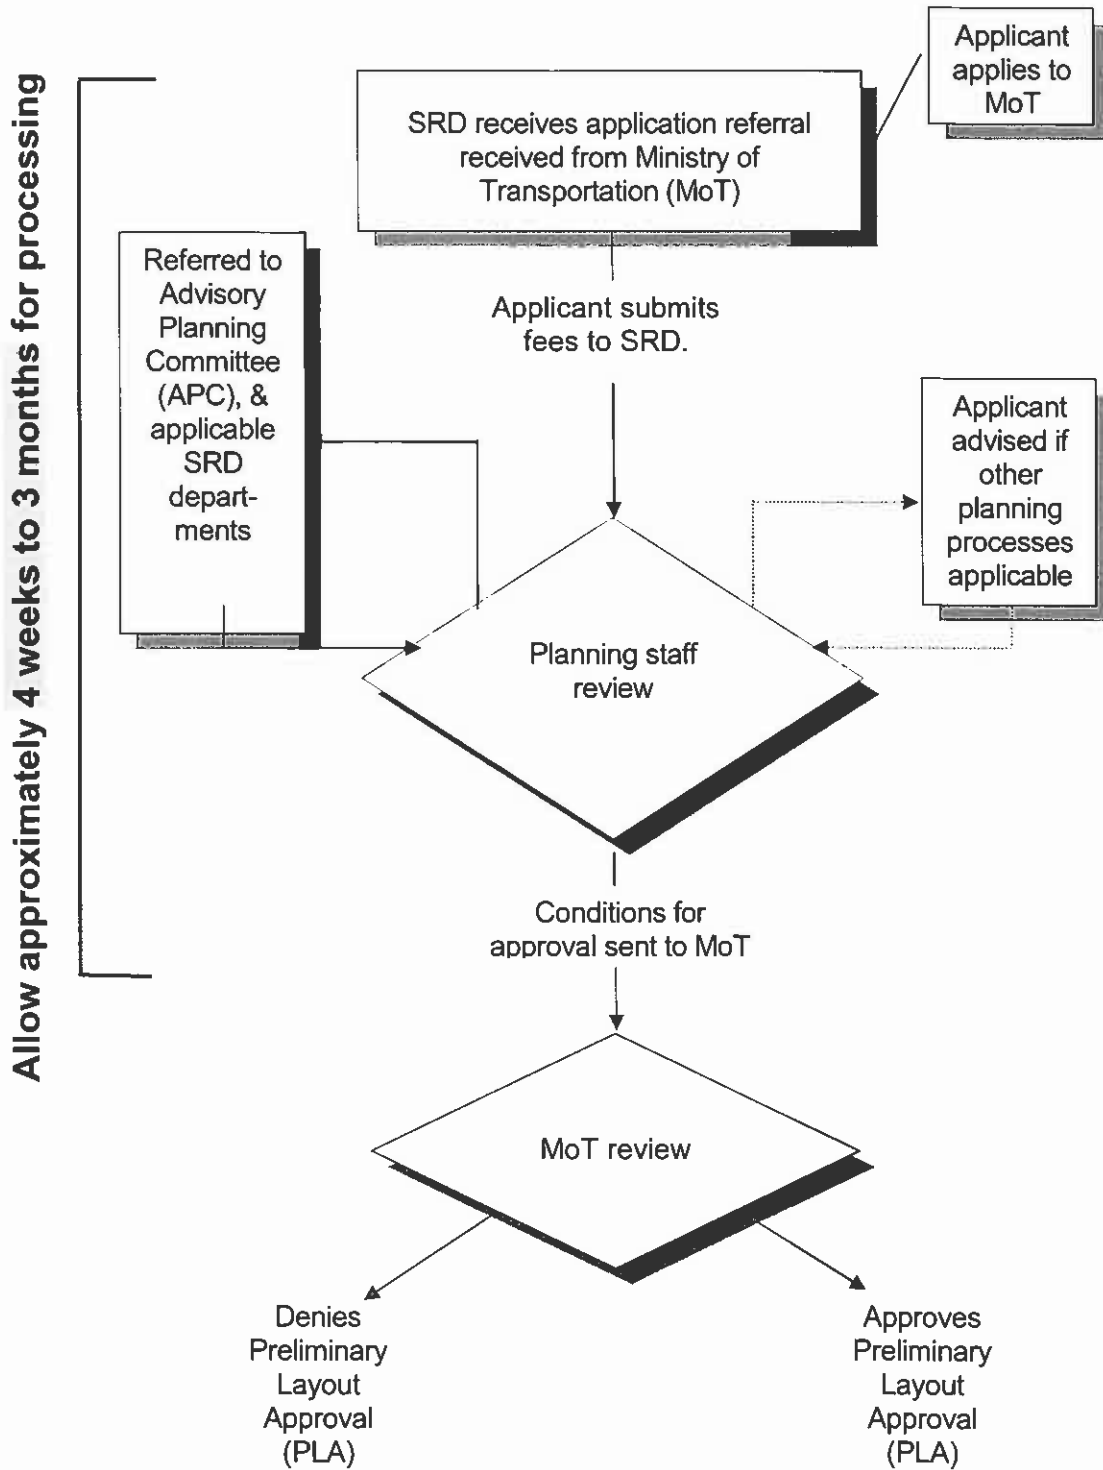 Allow approximately 4 weeks to 3 months for processing
Applicant
applies to
MoT
SRD receives application referral
received from Ministry of
Transportation (MoT)
Applicant submits
fees to SRD.
Referred to
Advisory
Planning
Committee
(APC), &
applicable
SRD
depart-
ments
Applicant
advised if
other
planning
processes
applicable
Planning staff
review
Conditions for
approval sent to MoT
MoT review
Denies
Preliminary
Layout
Approval
(PLA)
Approves
Preliminary
Layout
Approval
(PLA)